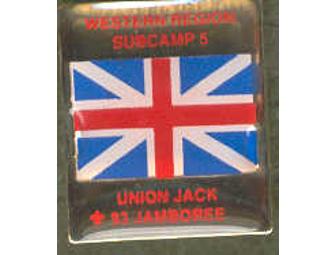 WESTERN REGION
SUBCAMP 5
UNION JACK
93 JAMBOREE